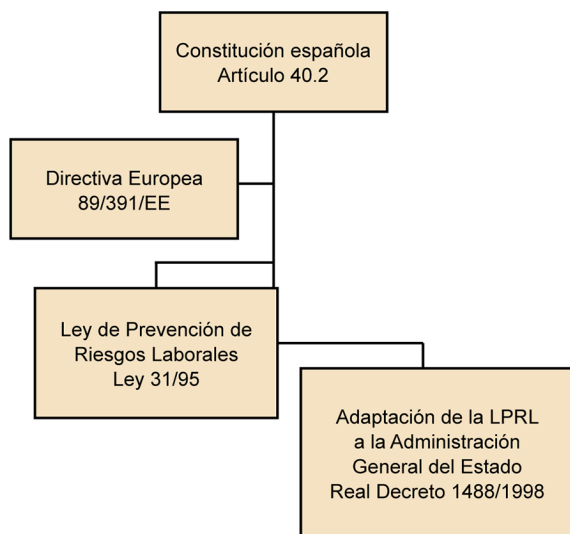 Constitución española
Artículo 40.2
Directiva Europea
89/391/EE
Ley de Prevención de
Riesgos Laborales
Ley 31/95
Adaptación de la LPRL
a la Administración
General del Estado
Real Decreto 1488/1998